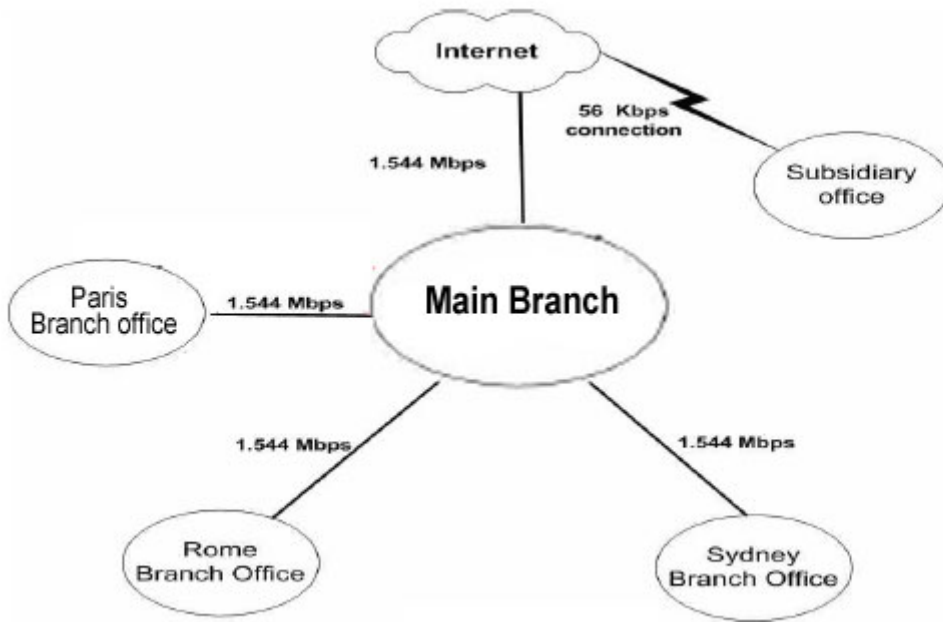 Internet
56 Kbps
connection
1.544 Mbps
Subsidiary
office
Paris
Branch office
1.544 Mbps
Main Branch
1.544 Mbps
1.544 Mbps
Rome
Branch Office
Sydney
Branch Office